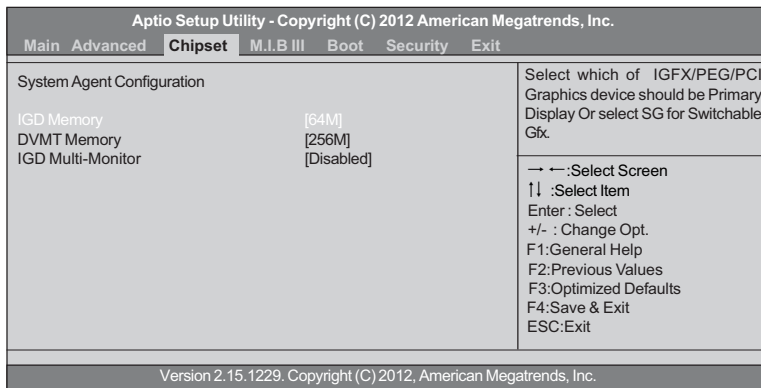 Aptio Setup Utility - Copyright (C) 2012 American Megatrends, Inc.
Main Advanced Chipset M.I.B III Boot Security Exit
System Agent Configuration
IGD Memory [64M]
DVMT Memory [256M]
IGD Multi-Monitor [Disabled]
Select which of IGFX/PEG/PCI
Graphics device should be Primary
Display Or select SG for Switchable
Gfx.
→ ←:Select Screen
↑↓ :Select Item
Enter : Select
+/- : Change Opt.
F1:General Help
F2:Previous Values
F3:Optimized Defaults
F4:Save & Exit
ESC:Exit
Version 2.15.1229. Copyright (C) 2012, American Megatrends, Inc.